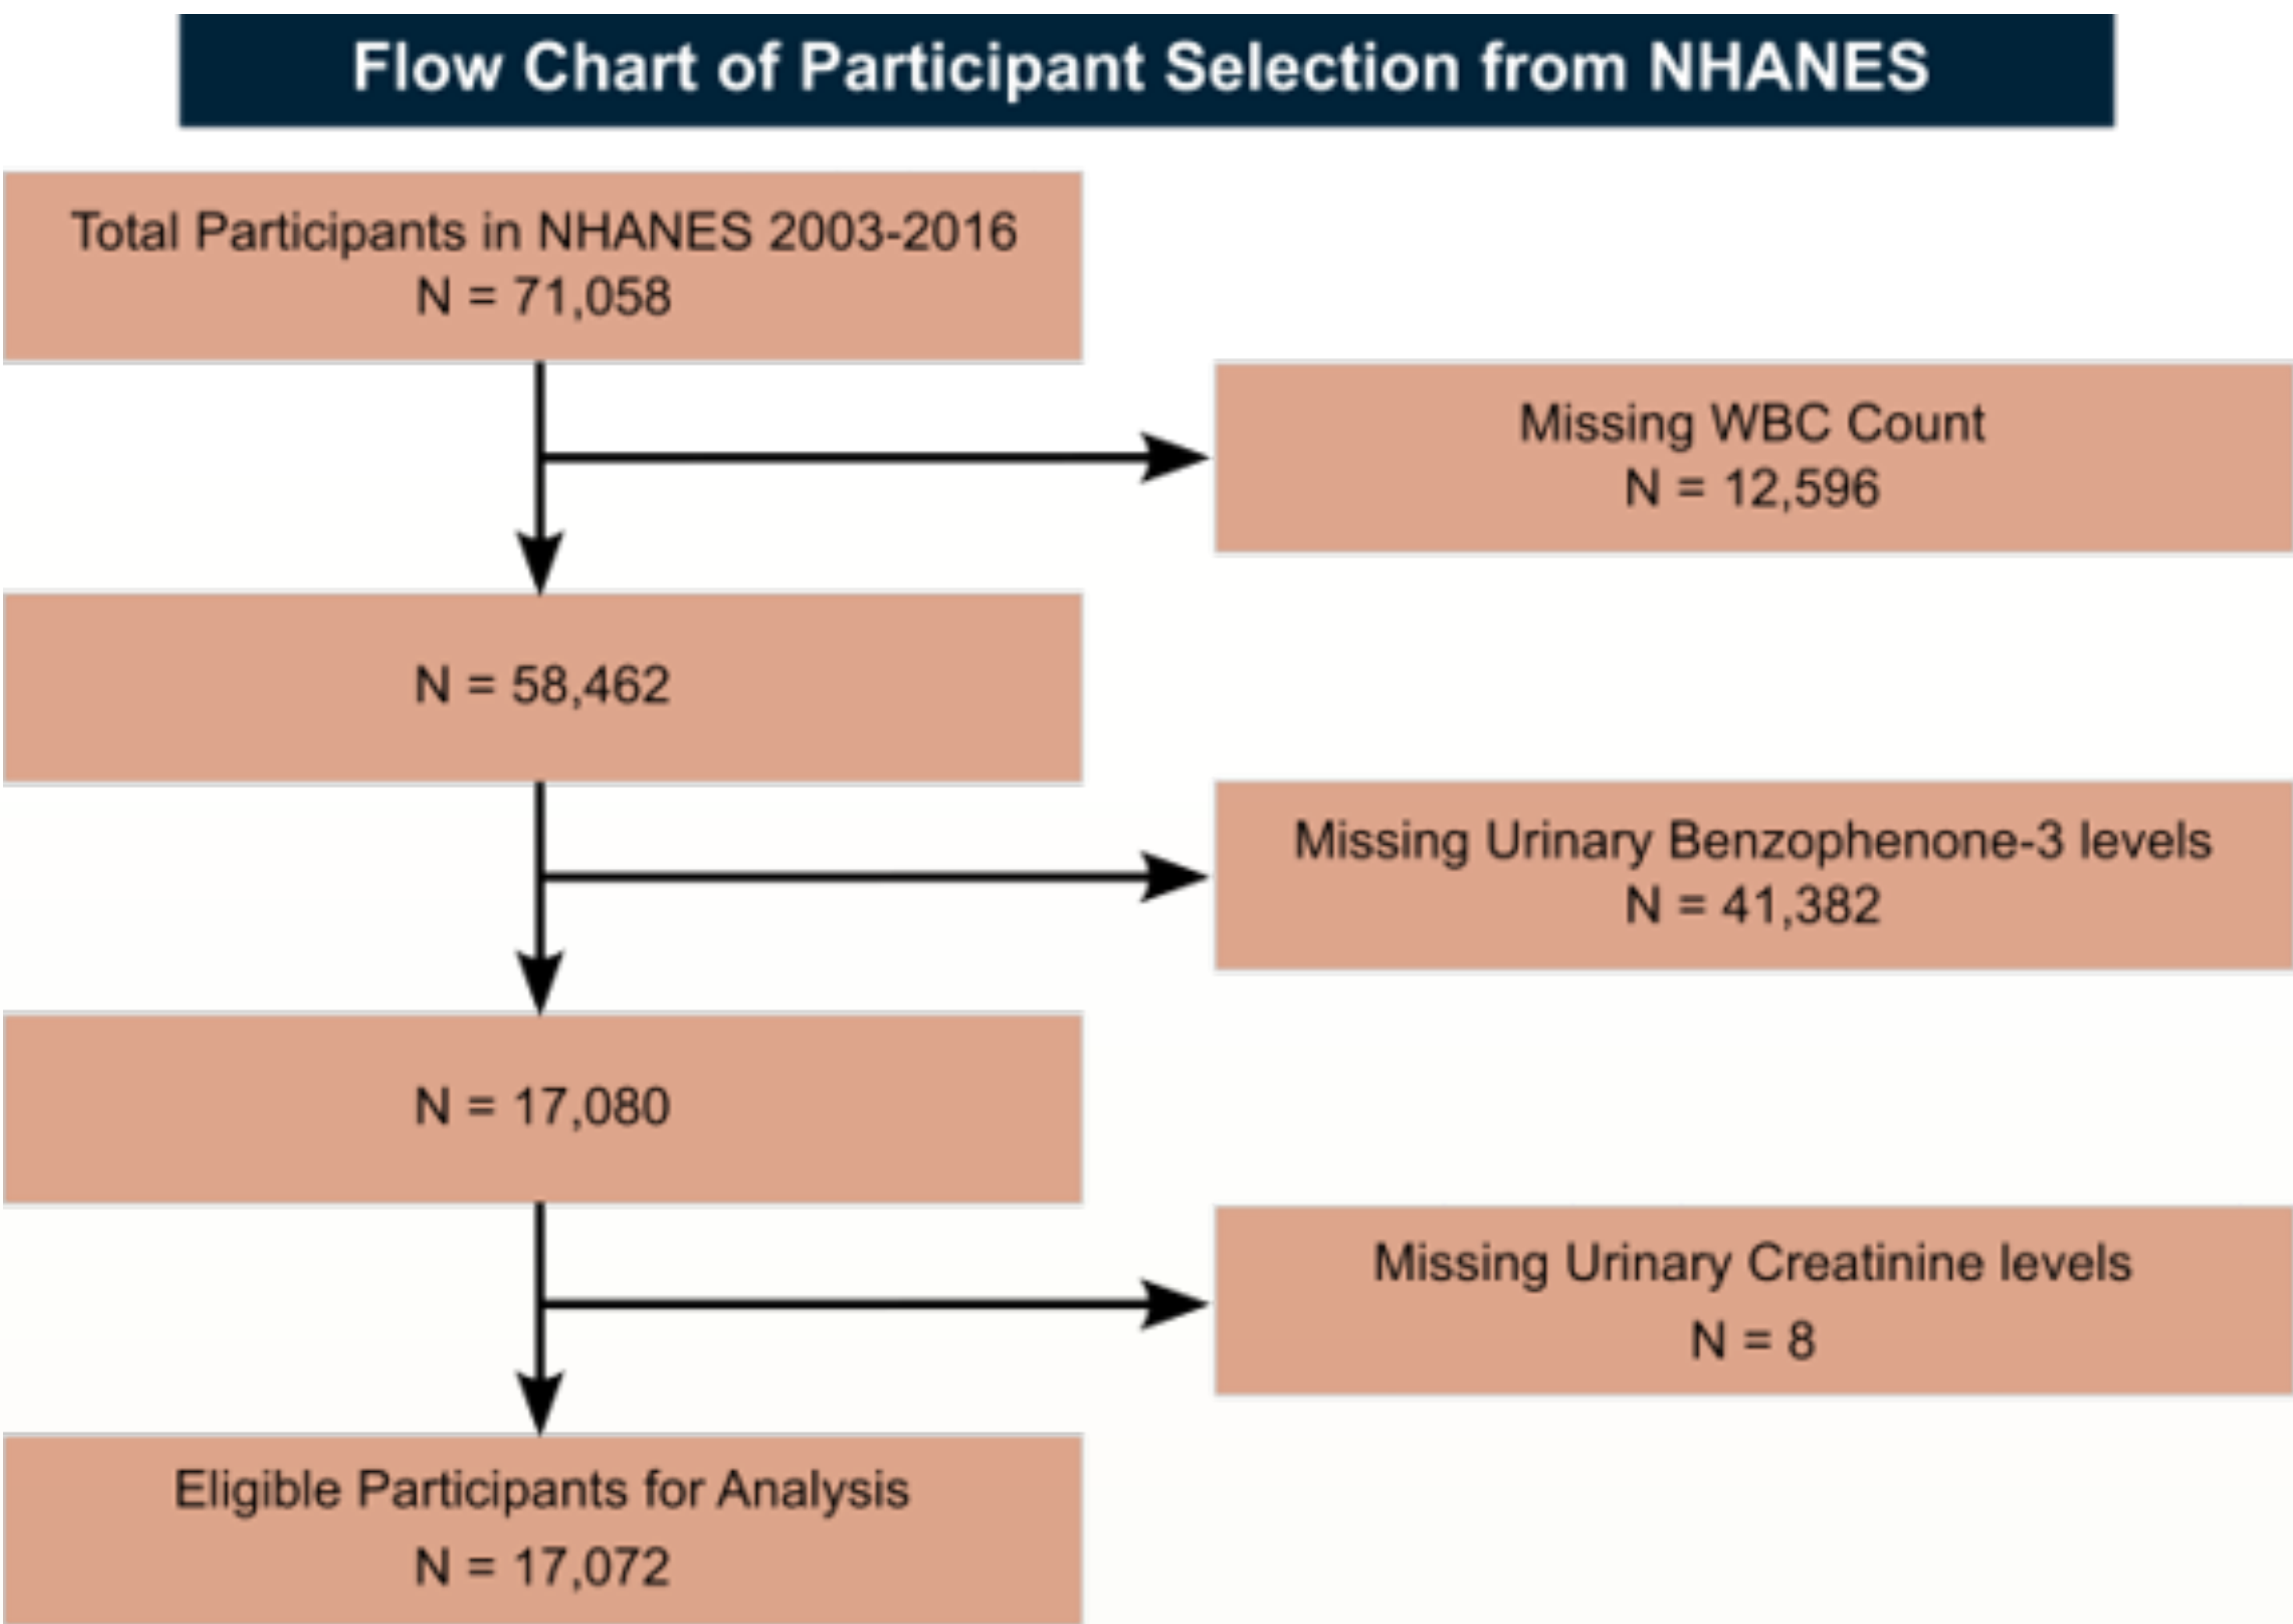 Flow Chart of Participant Selection from NHANES
Total Participants in NHANES 2003-2016
N = 71,058
Missing WBC Count
N = 12,596
N = 58,462
Missing Urinary Benzophenone-3 levels
N = 41,382
N = 17,080
Missing Urinary Creatinine levels
N = 8
Eligible Participants for Analysis
N = 17,072